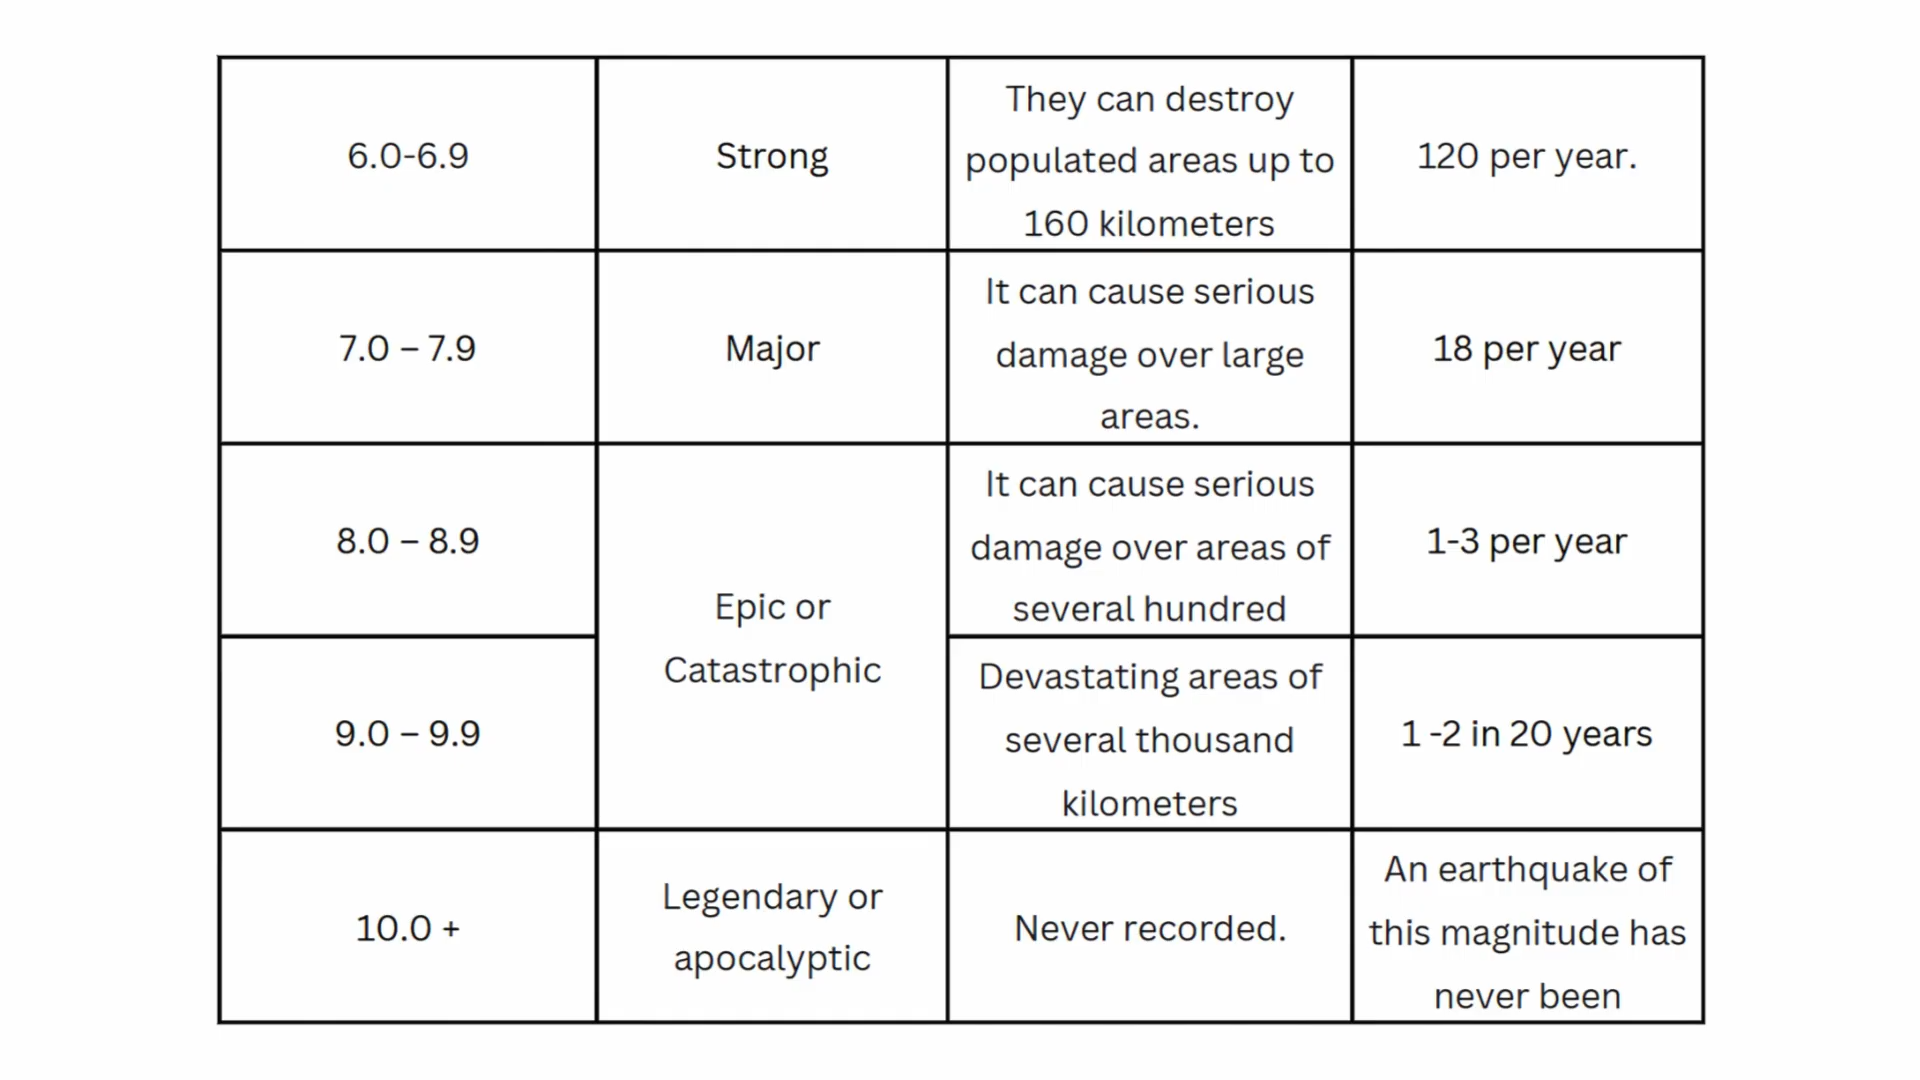 6.0-6.9
Strong
They can destroy
populated areas up to
160 kilometers
120 per year.
7.0 – 7.9
Major
It can cause serious
damage over large
areas.
18 per year
8.0 – 8.9
Epic or
Catastrophic
It can cause serious
damage over areas of
several hundred
1-3 per year
9.0 – 9.9
Devastating areas of
several thousand
kilometers
1 -2 in 20 years
10.0 +
Legendary or
apocalyptic
Never recorded.
An earthquake of
this magnitude has
never been